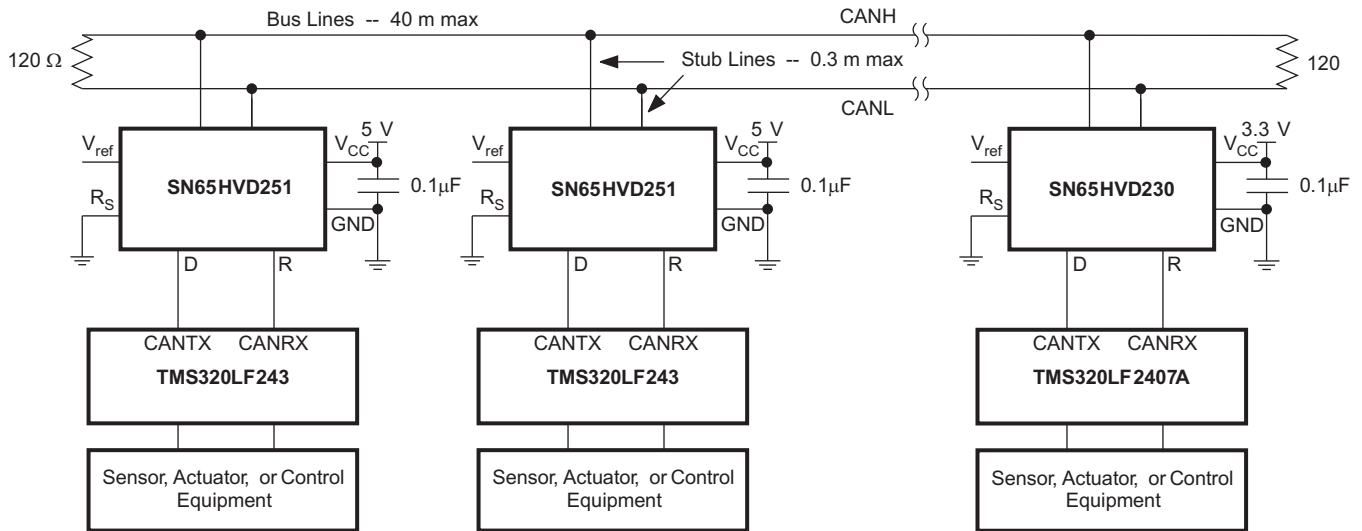 Bus Lines -- 40 m max
CANH
120 Ω
Stub Lines -- 0.3 m max
120
CANL
5 V
5 V
3.3 V
Vref
VCC
Vref
VCC
Vref
VCC
SN65HVD251
0.1μF
SN65HVD251
0.1μF
SN65HVD230
0.1μF
RS
GND
RS
GND
RS
GND
D
R
D
R
D
R
CANTX CANRX
CANTX CANRX
CANTX CANRX
TMS320LF243
TMS320LF243
TMS320LF2407A
Sensor, Actuator, or Control
Equipment
Sensor, Actuator, or Control
Equipment
Sensor, Actuator, or Control
Equipment